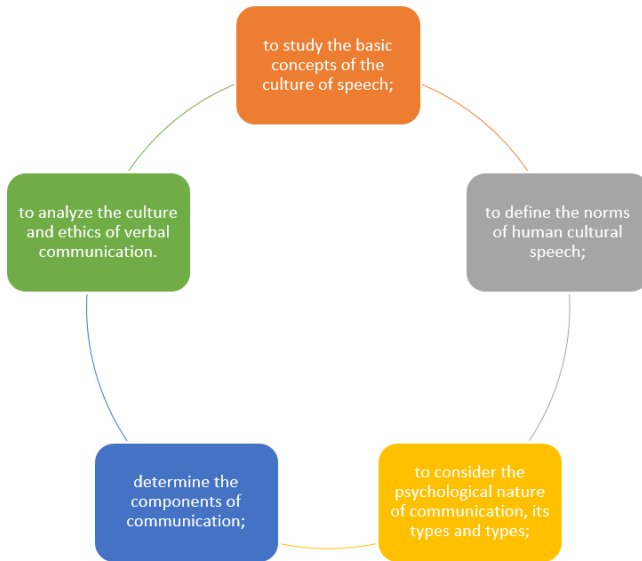 to study the basic
concepts of the
culture of speech;
to define the norms
of human cultural
speech;
to consider the
psychological nature
of communication, its
types and types;
determine the
components of
communication;
to analyze the culture
and ethics of verbal
communication.